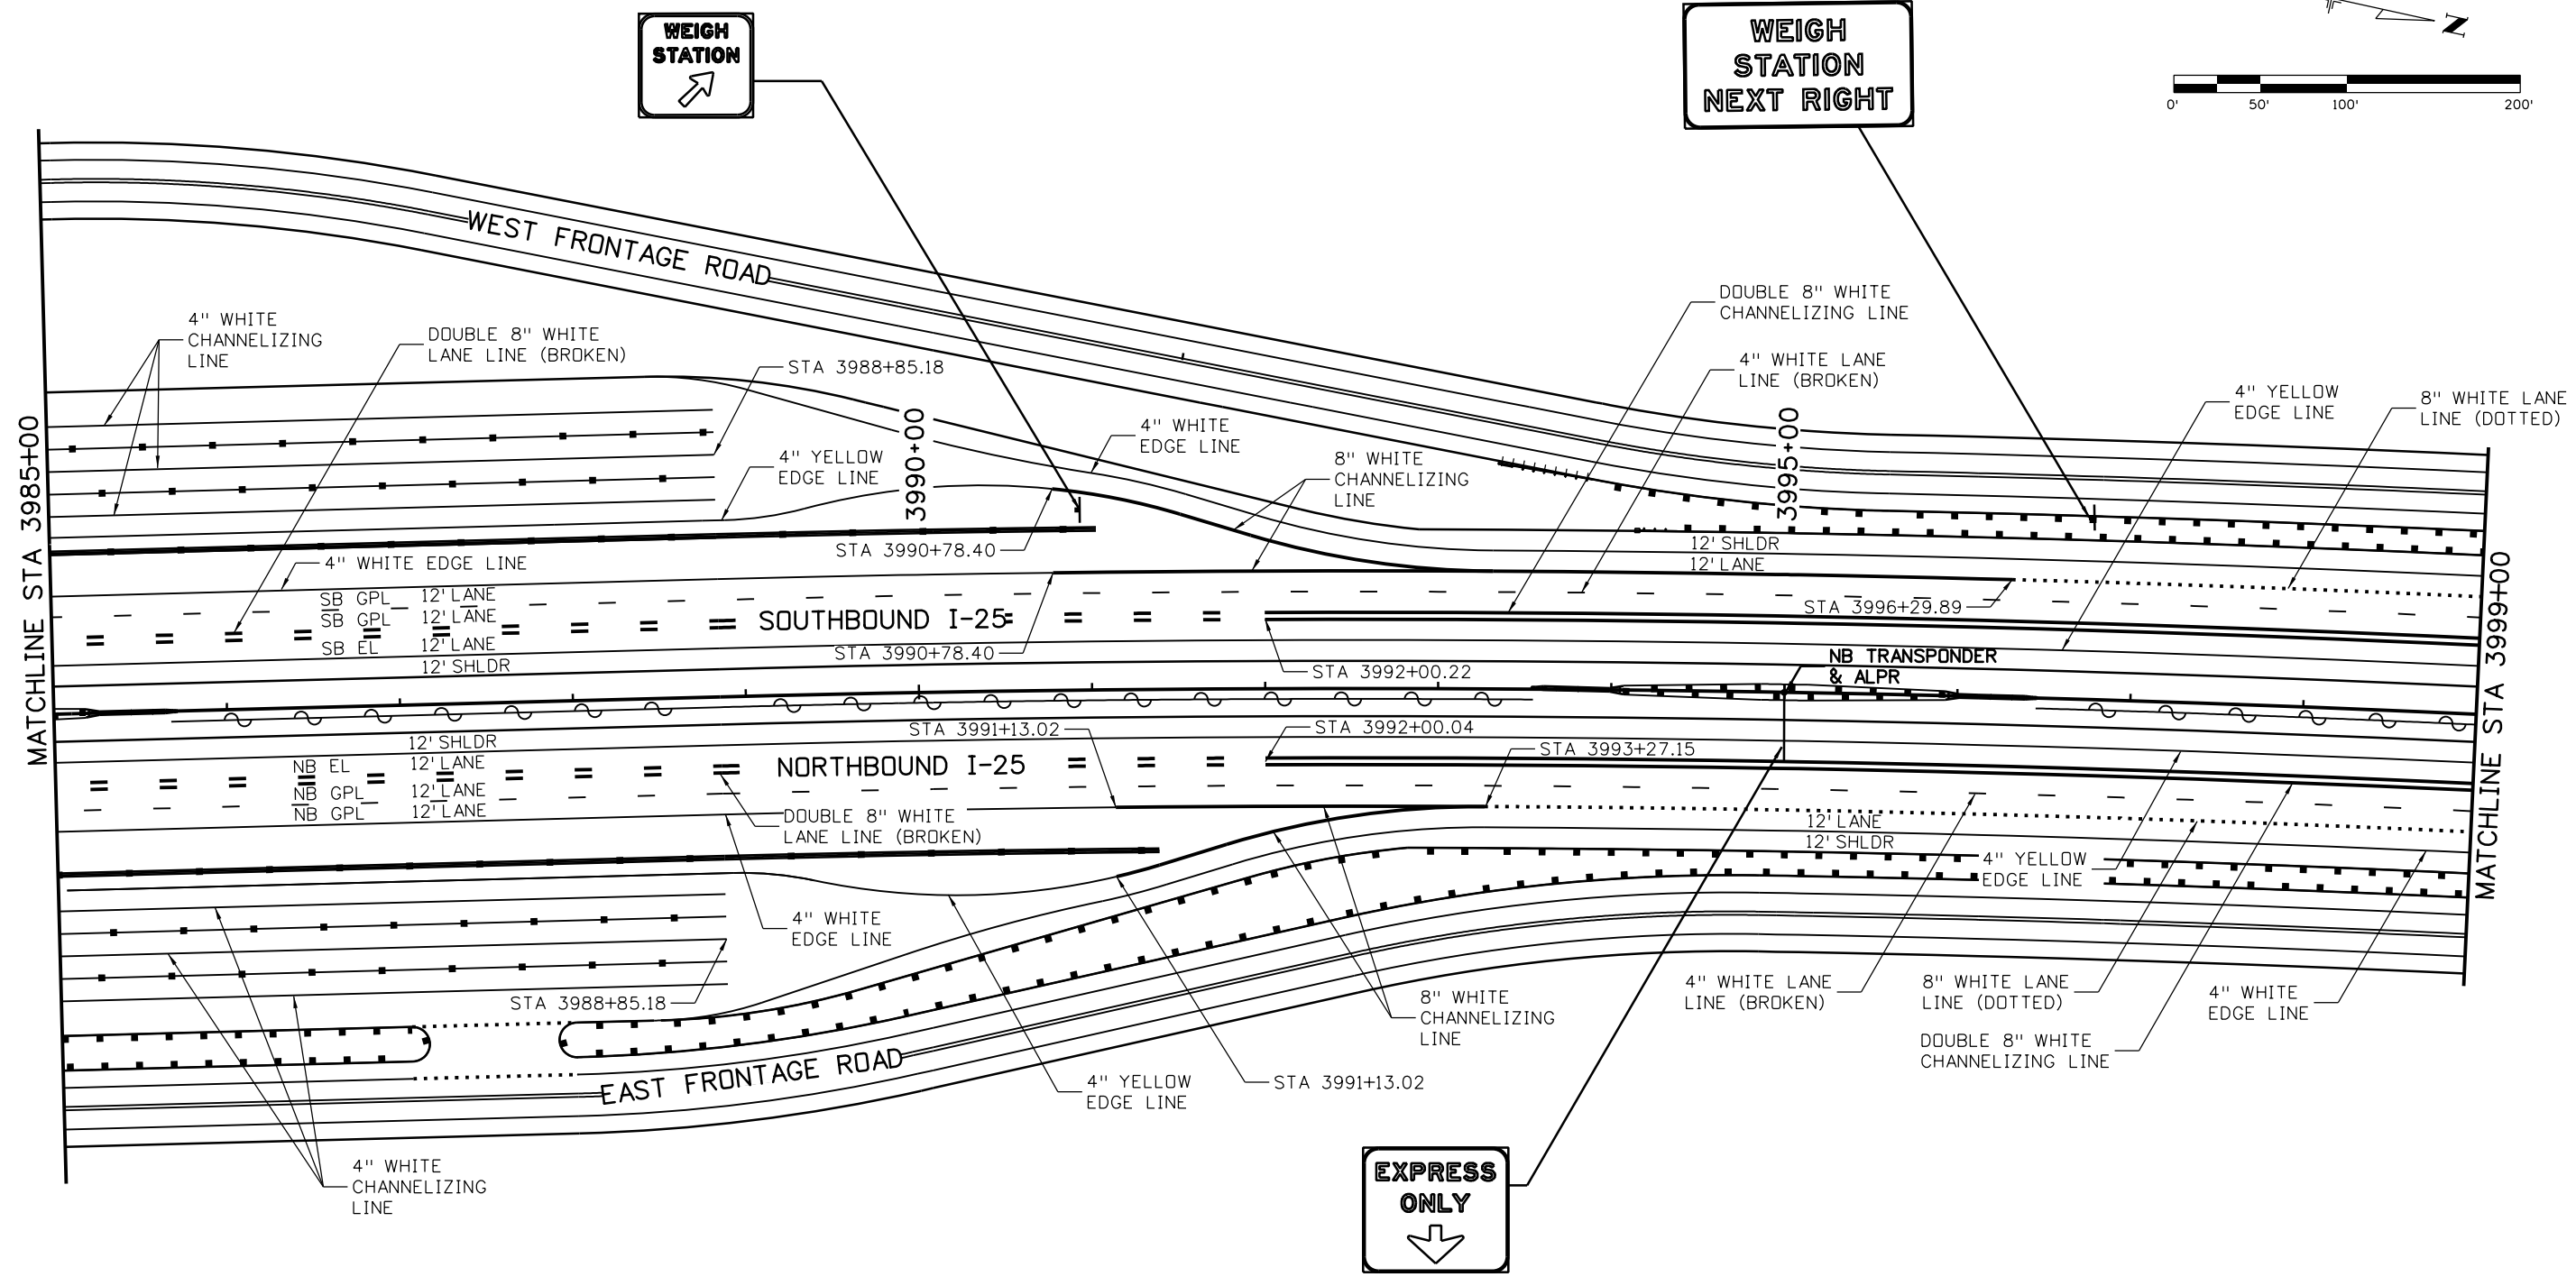 WEIGH
STATION
WEIGH
STATION
NEXT RIGHT
N
0' 50' 100' 200'
WEST FRONTAGE ROAD
DOUBLE 8" WHITE
CHANNELIZING LINE
4" WHITE
CHANNELIZING
LINE
DOUBLE 8" WHITE
LANE LINE (BROKEN)
STA 3988+85.18
4" WHITE LANE
LINE (BROKEN)
4" YELLOW
EDGE LINE
8" WHITE LANE
LINE (DOTTED)
3990+00
3995+00
4" WHITE
EDGE LINE
4" YELLOW
EDGE LINE
8" WHITE
CHANNELIZING
LINE
MATCHLINE STA 3985+00
STA 3990+78.40
12' SHLDR
12' LANE
4" WHITE EDGE LINE
SB GPL 12' LANE
SB GPL 12' LANE
SB EL 12' LANE
12' SHLDR
SOUTHBOUND I-25
STA 3996+29.89
STA 3990+78.40
STA 3992+00.22
NB TRANSPONDER
& ALPR
MATCHLINE STA 3999+00
STA 3991+13.02
STA 3992+00.04
STA 3993+27.15
12' SHLDR
NB EL 12' LANE
NB GPL 12' LANE
NB GPL 12' LANE
NORTHBOUND I-25
DOUBLE 8" WHITE
LANE LINE (BROKEN)
12' LANE
12' SHLDR
4" YELLOW
EDGE LINE
4" WHITE
EDGE LINE
STA 3988+85.18
EAST FRONTAGE ROAD
8" WHITE
CHANNELIZING
LINE
4" WHITE LANE
LINE (BROKEN)
8" WHITE LANE
LINE (DOTTED)
4" WHITE
EDGE LINE
DOUBLE 8" WHITE
CHANNELIZING LINE
4" YELLOW
EDGE LINE
STA 3991+13.02
4" WHITE
CHANNELIZING
LINE
EXPRESS
ONLY